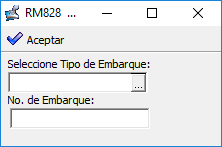 RM828 ...
Aceptar
Seleccione Tipo de Embarque:
...
No. de Embarque: